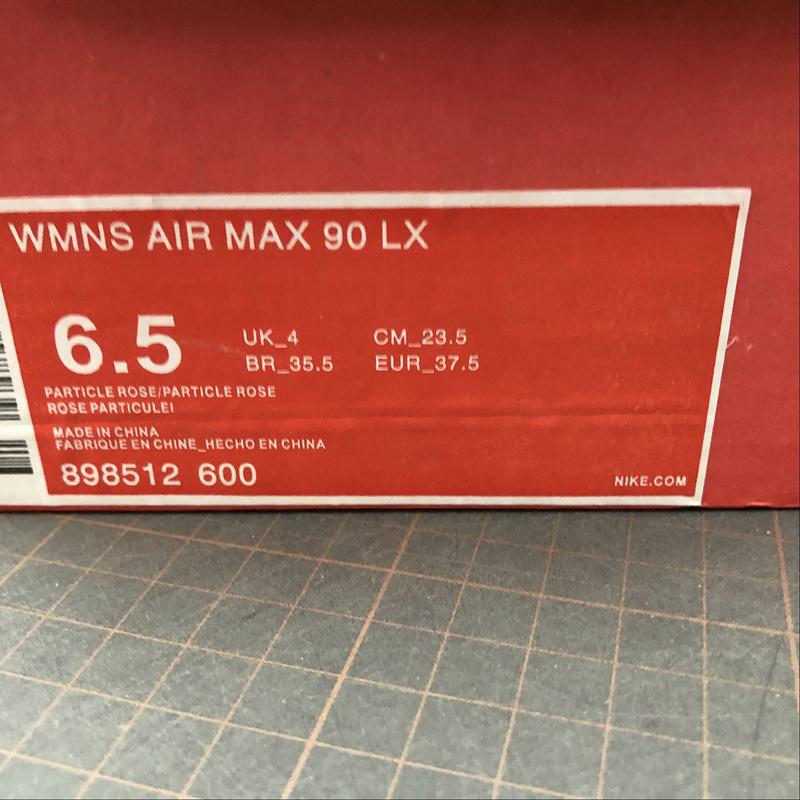 WMNS AIR MAX 90 LX
6.5 UK_4 CM_23.5
BR_35.5 EUR_37.5
PARTICLE ROSE/PARTICLE ROSE
ROSE PARTICULEI
MADE IN CHINA
FABRIQUE EN CHINE_HECHO EN CHINA
898512 600
NIKE.COM